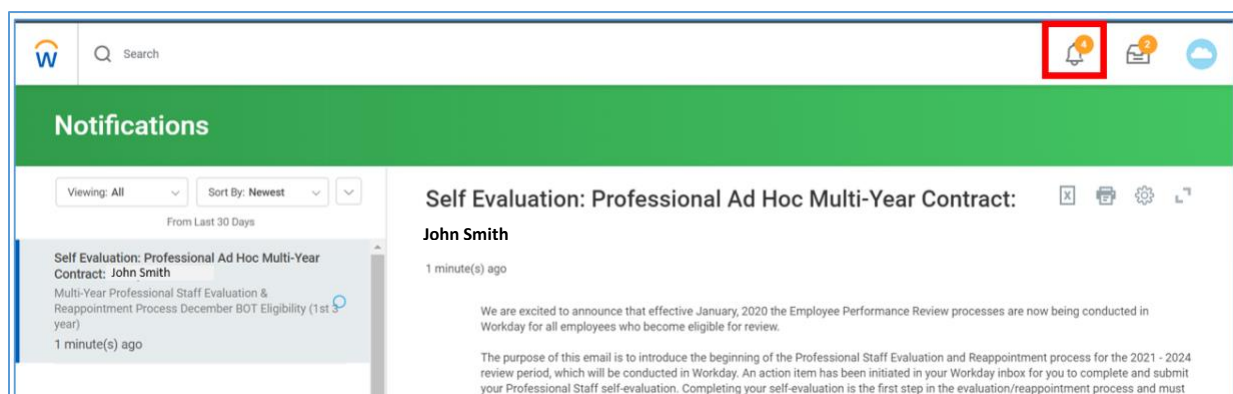 W
Search
4
2
Notifications
Viewing: All
Sort By: Newest
From Last 30 Days
Self Evaluation: Professional Ad Hoc Multi-Year
Contract: John Smith
Multi-Year Professional Staff Evaluation &
Reappointment Process December BOT Eligibility (1st 3
year)
1 minute(s) ago
Self Evaluation: Professional Ad Hoc Multi-Year Contract:
John Smith
1 minute(s) ago
We are excited to announce that effective January, 2020 the Employee Performance Review processes are now being conducted in
Workday for all employees who become eligible for review.
The purpose of this email is to introduce the beginning of the Professional Staff Evaluation and Reappointment process for the 2021 - 2024
review period, which will be conducted in Workday. An action item has been initiated in your Workday inbox for you to complete and submit
your Professional Staff self-evaluation. Completing your self-evaluation is the first step in the evaluation/reappointment process and must